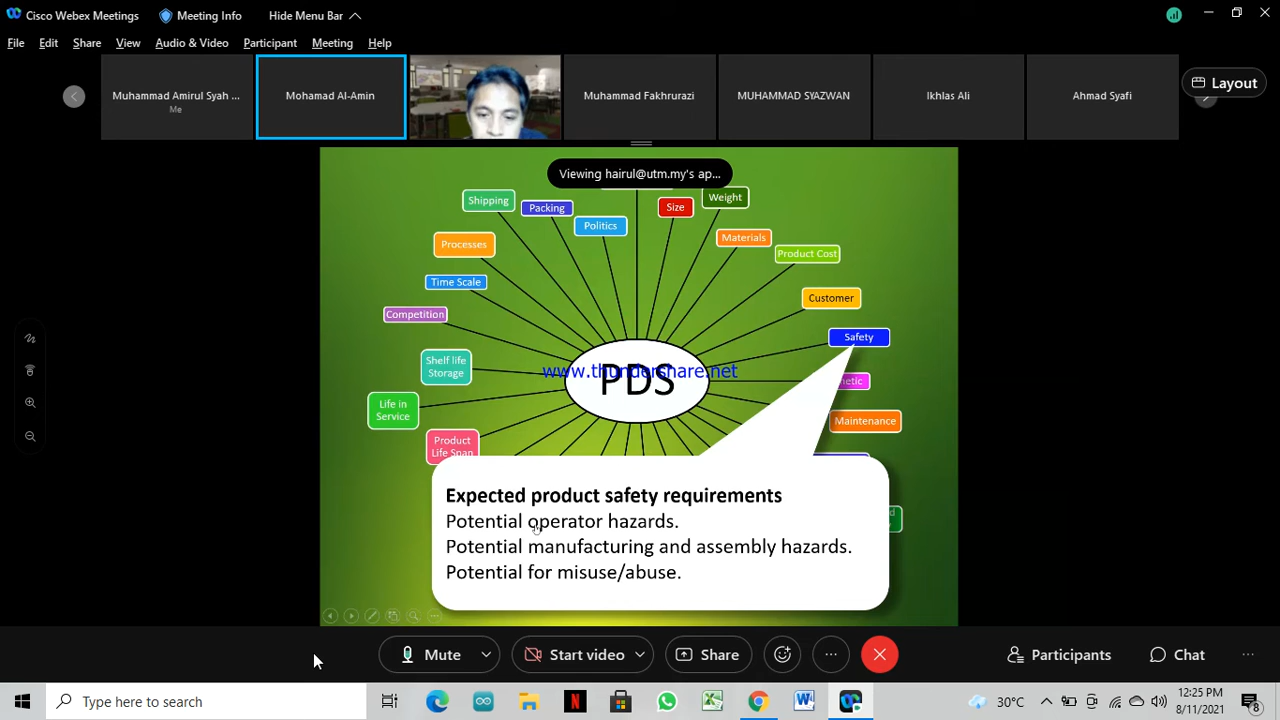 Cisco Webex Meetings
Meeting Info
Hide Menu Bar
File Edit Share View Audio & Video Participant Meeting Help
Muhammad Amirul Syah ...
Me
Mohamad Al-Amin
Muhammad Fakhrurazi
MUHAMMAD SYAZWAN
Ikhlas Ali
Ahmad Syafi
Layout
Viewing hairul@utm.my's ap...
Shipping
Packing
Politics
Size
Weight
Processes
Materials
Product Cost
Time Scale
Customer
Competition
Safety
Shelf life
Storage
PDS
www.thundershare.net
netic
Life in
Service
Maintenance
Product
Life Span
Expected product safety requirements
Potential operator hazards.
Potential manufacturing and assembly hazards.
Potential for misuse/abuse.
Mute
Start video
Share
Participants
Chat
Type here to search
30°C
12:25 PM
8/11/2021
8